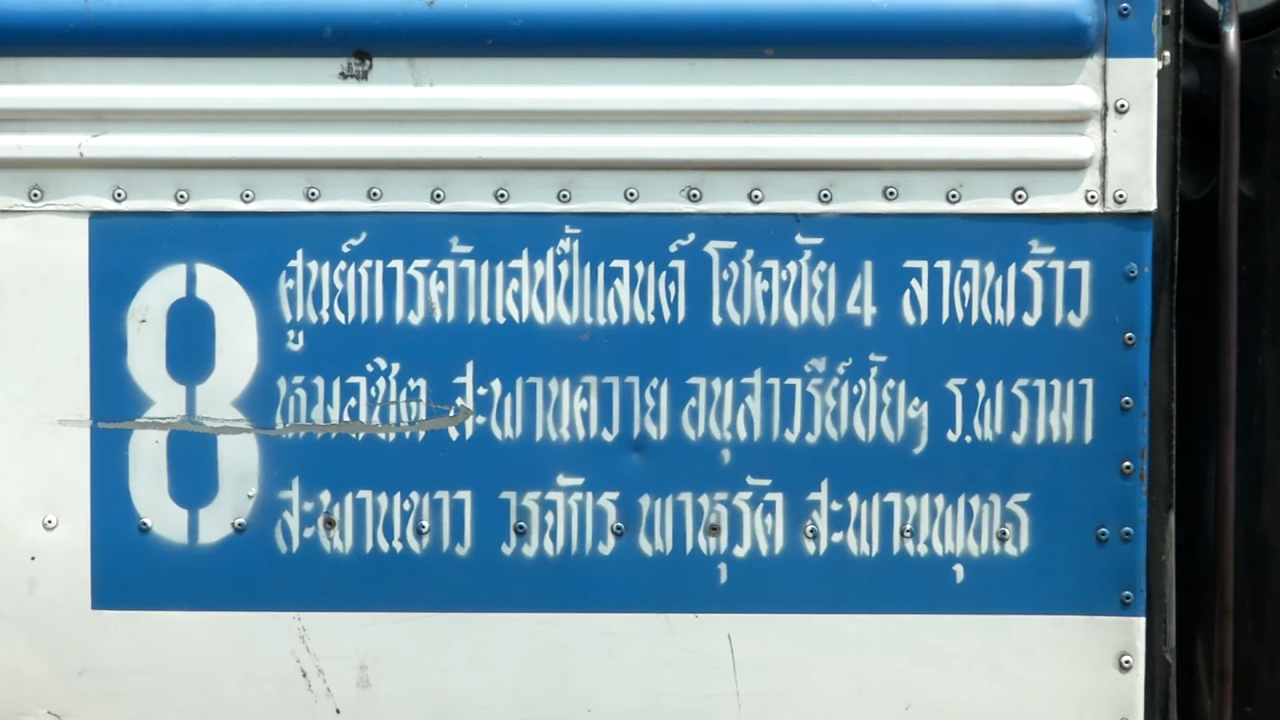 8
ศูนย์การค้าแฮปปี้แลนด์ โชคชัย 4 ลาดพร้าว
หมอชิต สะพานควาย อนุสาวรีย์ชัยฯ ร.พ รามา
สะพานขาว วรจักร พาหุรัด สะพานพุทธ